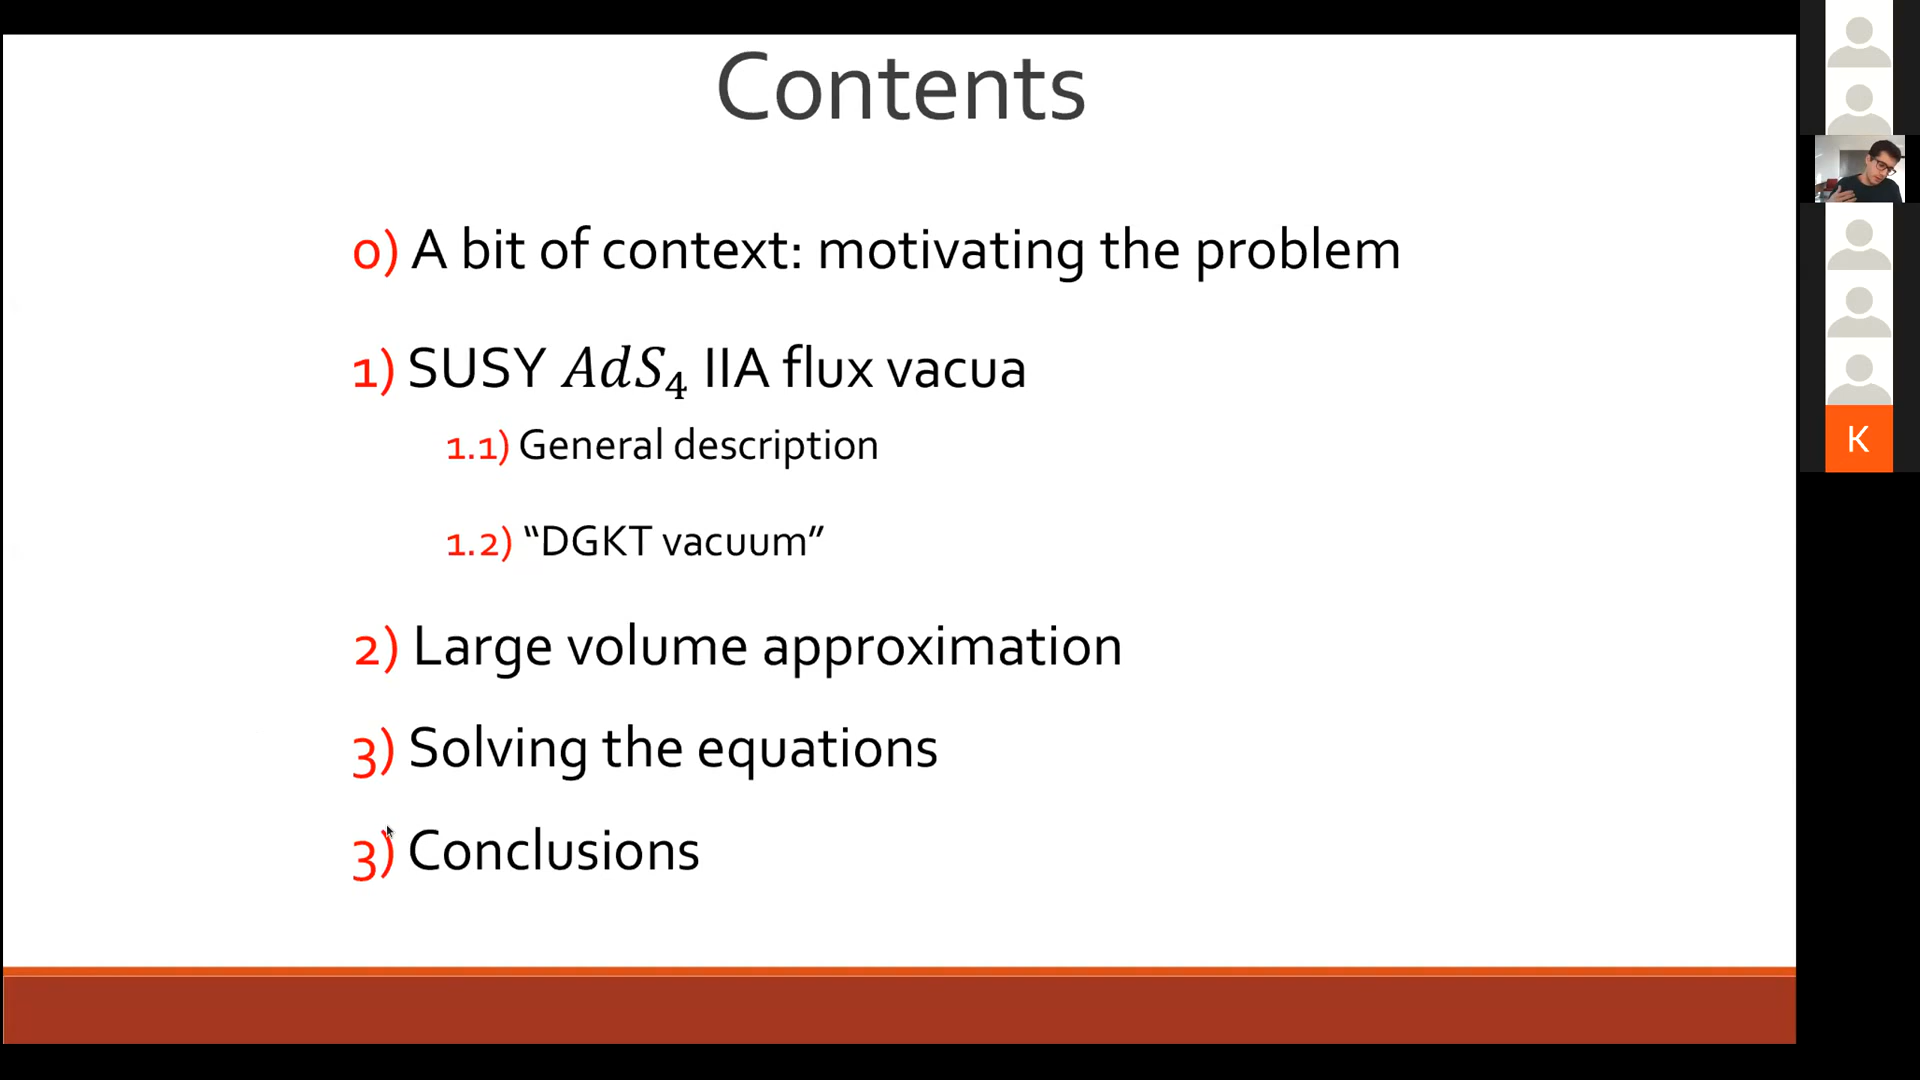 Contents
0) A bit of context: motivating the problem
1) SUSY AdS₄ IIA flux vacua
1.1) General description
1.2) “DGKT vacuum”
2) Large volume approximation
3) Solving the equations
3) Conclusions
K